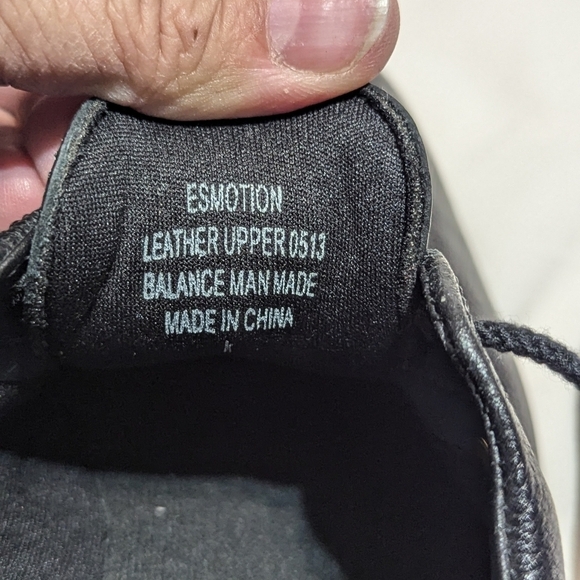 ESMOTION
LEATHER UPPER 0513
BALANCE MAN MADE
MADE IN CHINA